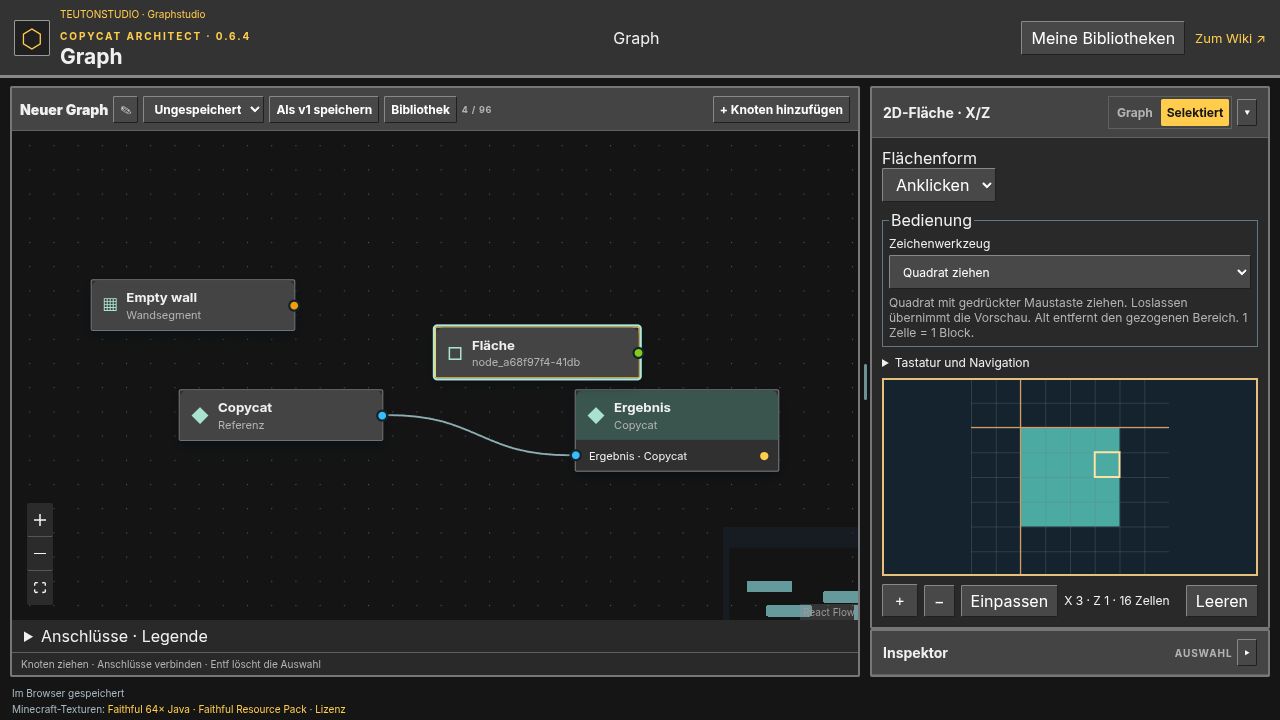 TEUTONSTUDIO · Graphstudio
COPYCAT ARCHITECT · 0.6.4
Graph
Graph
Meine Bibliotheken
Zum Wiki ↗
Neuer Graph
✎
Ungespeichert
Als v1 speichern
Bibliothek
4 / 96
+ Knoten hinzufügen
Empty wall
Wandsegment
Fläche
node_a68f97f4-41db
Copycat
Referenz
Ergebnis
Copycat
Ergebnis · Copycat
React Flow
Anschlüsse · Legende
Knoten ziehen · Anschlüsse verbinden · Entf löscht die Auswahl
2D-Fläche · X/Z
Graph
Selektiert
Flächenform
Anklicken
Bedienung
Zeichenwerkzeug
Quadrat ziehen
Quadrat mit gedrückter Maustaste ziehen. Loslassen
übernimmt die Vorschau. Alt entfernt den gezogenen Bereich. 1
Zelle = 1 Block.
Tastatur und Navigation
+
−
Einpassen
X 3 · Z 1 · 16 Zellen
Leeren
Inspektor
AUSWAHL
Im Browser gespeichert
Minecraft-Texturen: Faithful 64× Java · Faithful Resource Pack · Lizenz